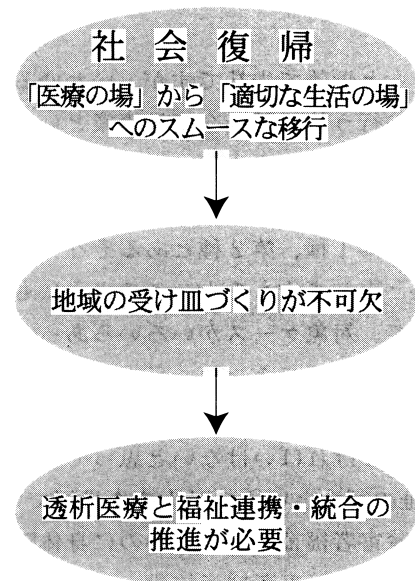 社会復帰
「医療の場」から「適切な生活の場」
へのスムースな移行
地域の受け皿づくりが不可欠
透析医療と福祉連携・統合の
推進が必要